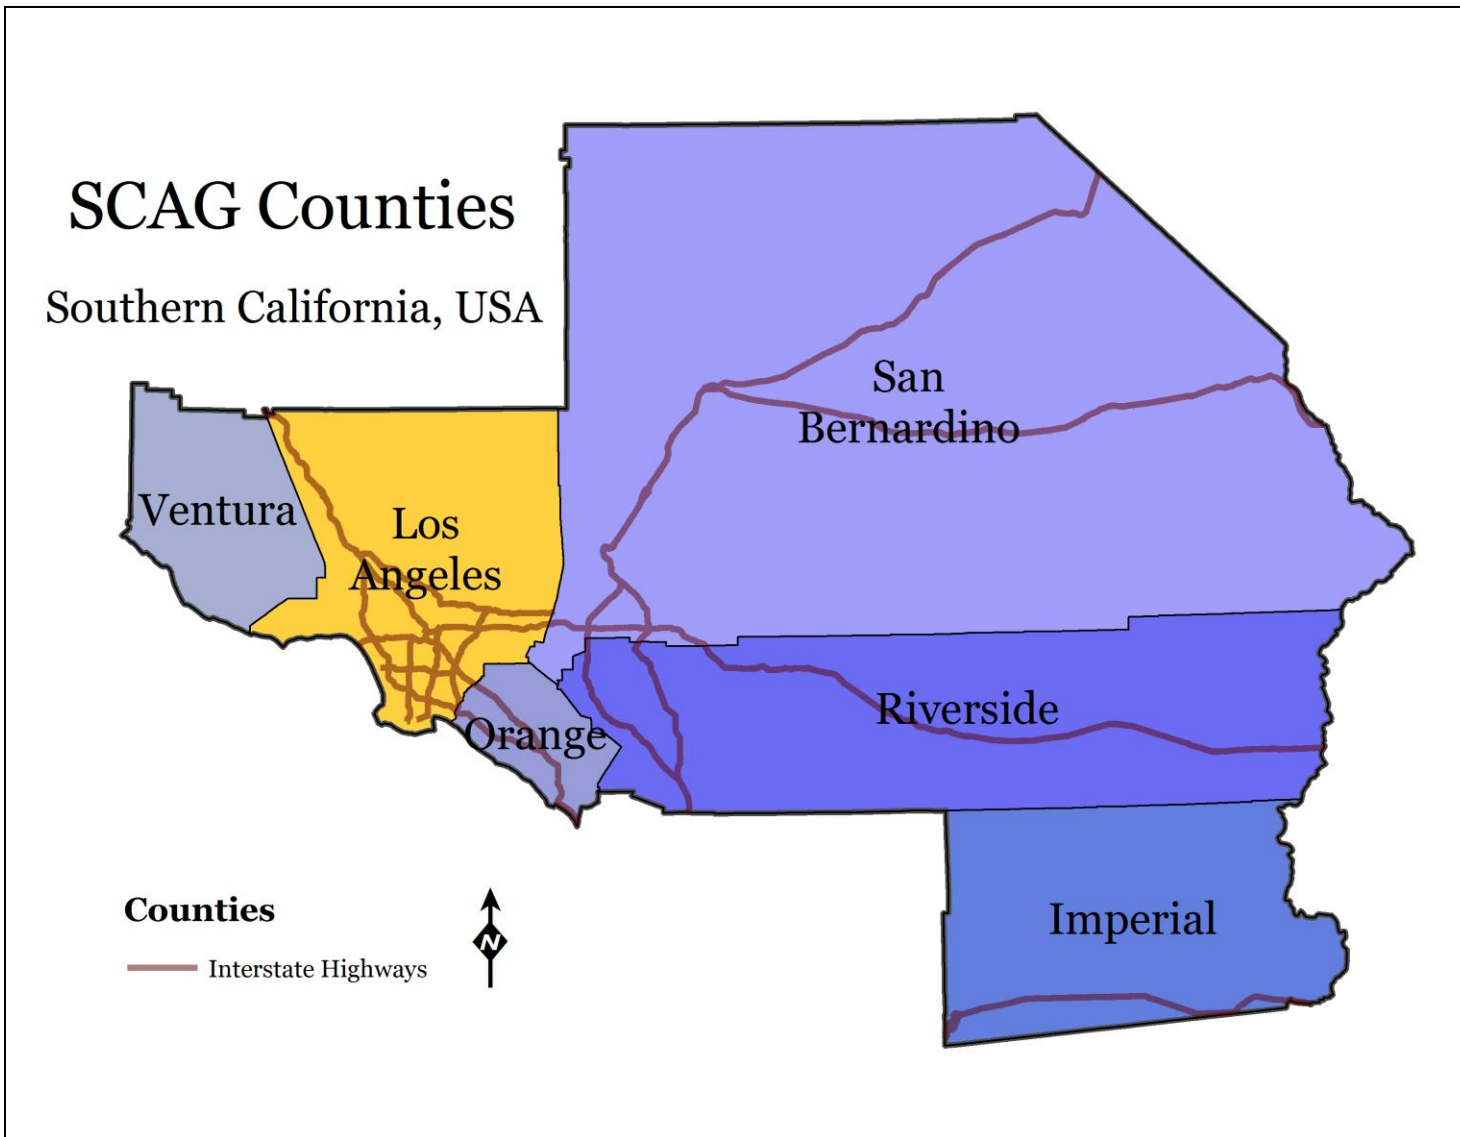 SCAG Counties
Southern California, USA
San
Bernardino
Ventura
Los
Angeles
Riverside
Orange
Imperial
Counties
N
Interstate Highways